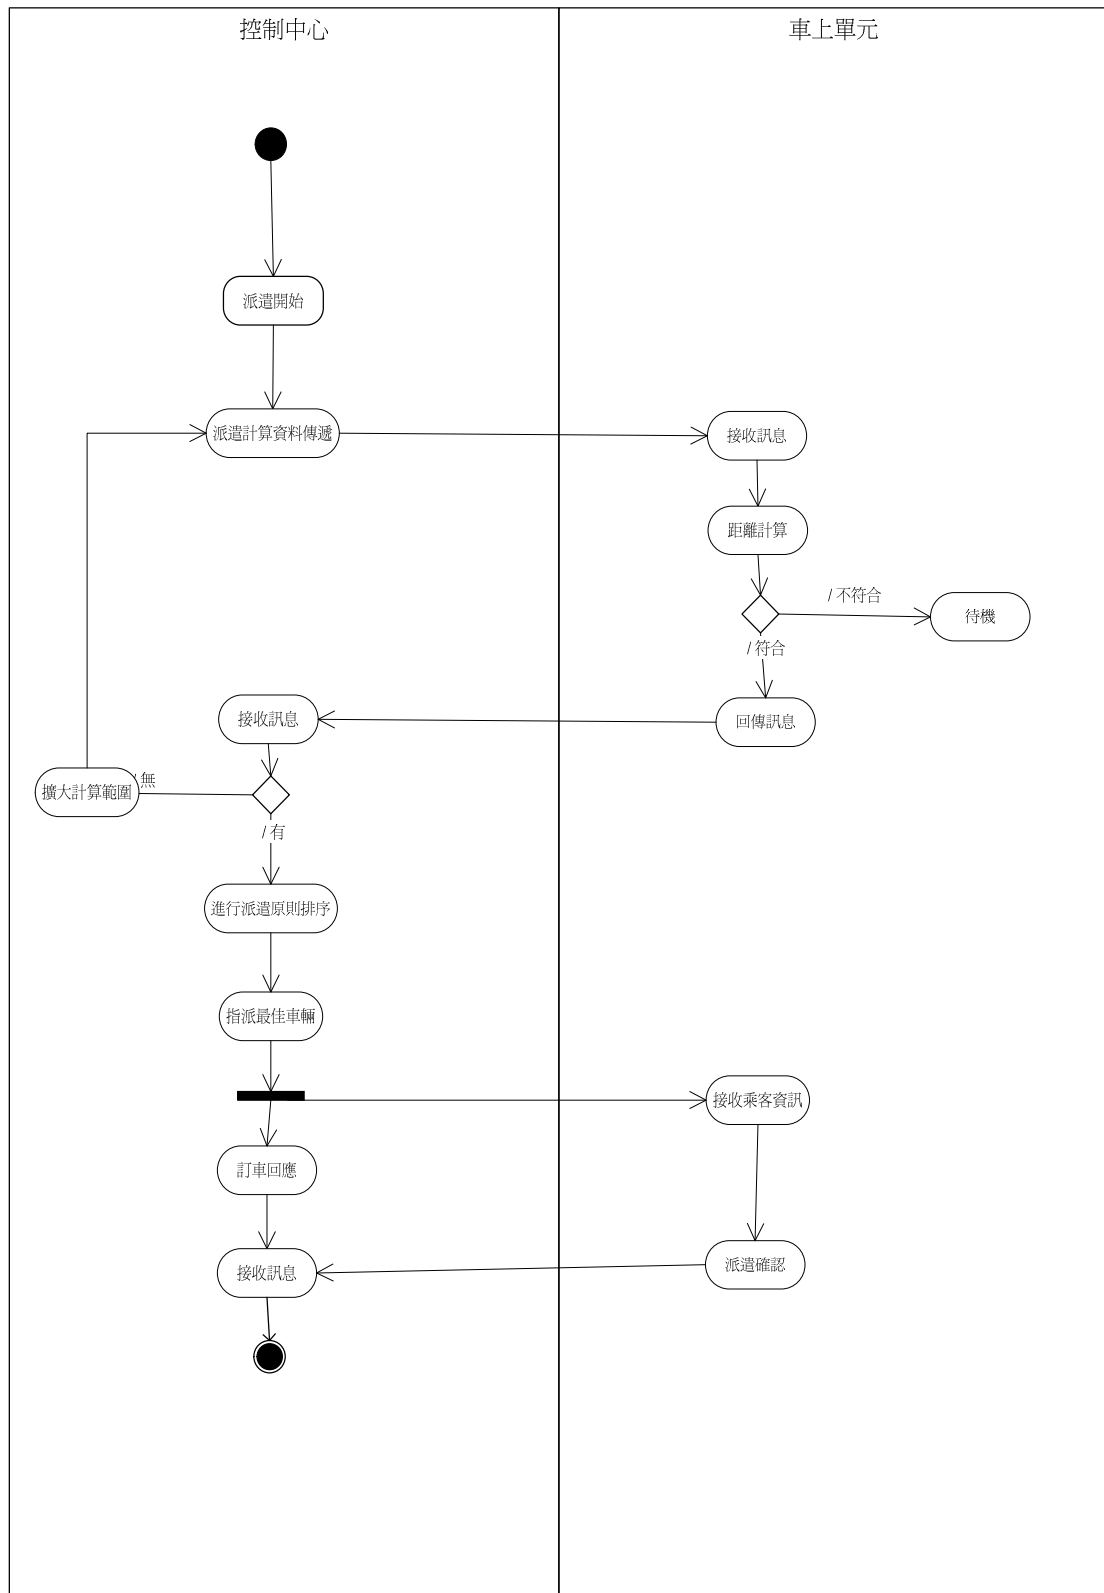 控制中心
車上單元
派遣開始
派遣計算資料傳遞
接收訊息
距離計算
/ 不符合
待機
/ 符合
接收訊息
回傳訊息
/ 無
擴大計算範圍
/ 有
進行派遣原則排序
指派最佳車輛
接收乘客資訊
訂車回應
接收訊息
派遣確認